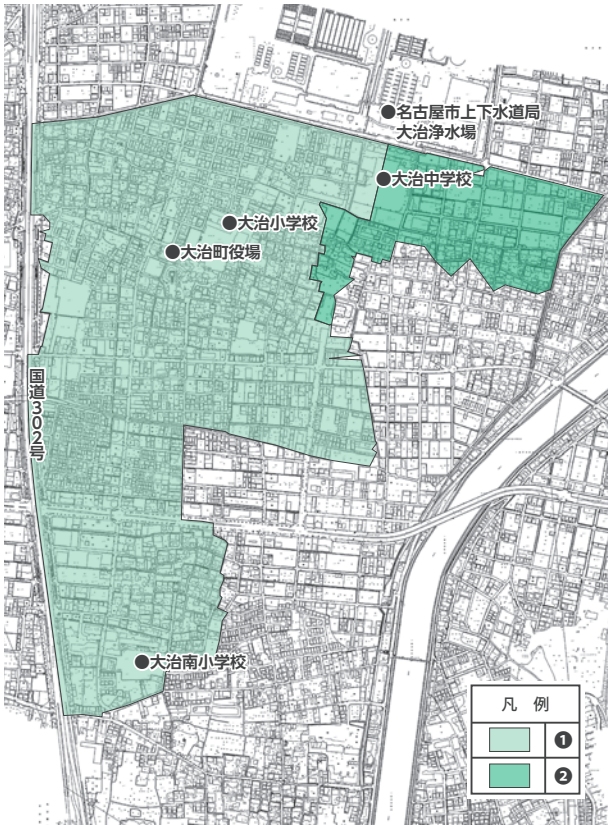 ●名古屋市上下水道局
大治浄水場
●大治中学校
●大治小学校
●大治町役場
国道302号
●大治南小学校
凡 例
❶
❷